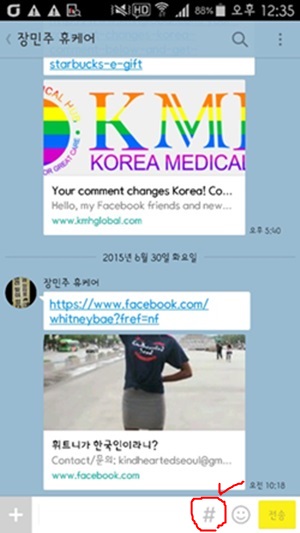 HD 88% 오후 12:35
장민주 휴케어
starbucks-e-gift
FOR GREAT CARE
KMH
KOREA MEDICAL
Your comment changes Korea! Co...
Hello, my Facebook friends and new...
www.kmhglobal.com
오후 5:40
2015년 6월 30일 화요일
장민주 휴케어
https://www.facebook.com/
whitneybae?fref=nf
휘트니가 한국인이라니?
Contact/문의: kindheartedseoul@gm...
www.facebook.com
오전 10:18
+
#
전송